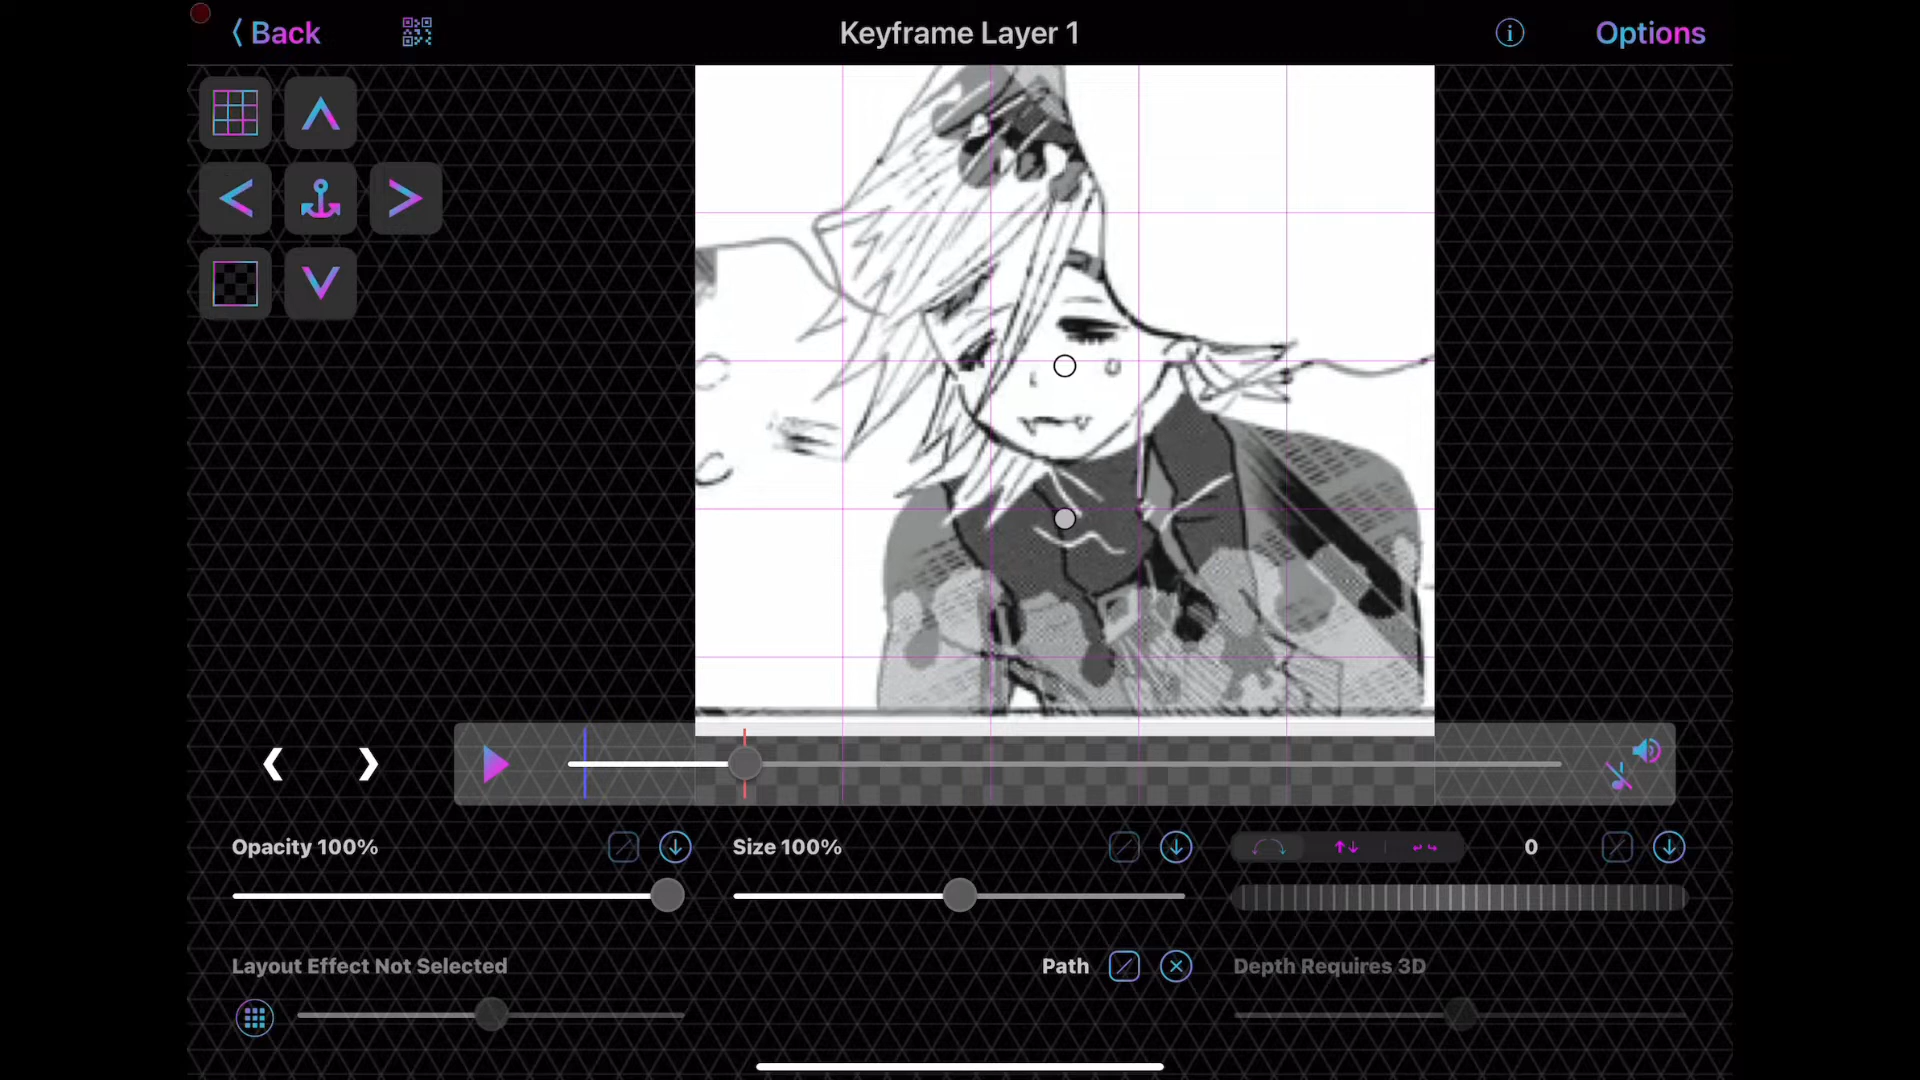 Back
Keyframe Layer 1
Options
Opacity 100%
Size 100%
0
Layout Effect Not Selected
Path
Depth Requires 3D